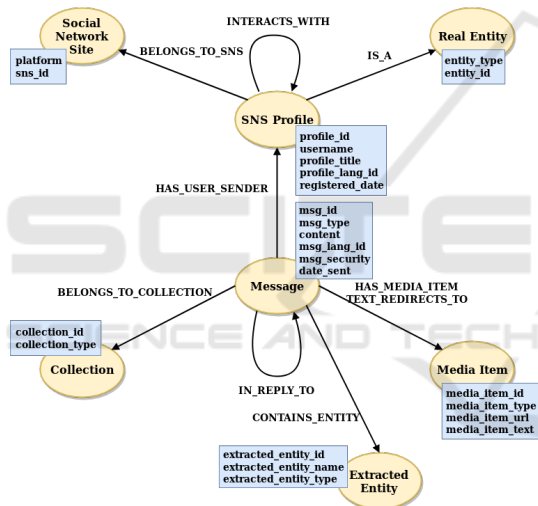 INTERACTS_WITH
Social
Network
Site
BELONGS_TO_SNS
Real Entity
IS_A
platform
sns_id
entity_type
entity_id
SNS Profile
profile_id
username
profile_title
profile_lang_id
registered_date
HAS_USER_SENDER
msg_id
msg_type
content
msg_lang_id
msg_security
date_sent
Message
BELONGS_TO_COLLECTION
HAS_MEDIA_ITEM
TEXT_REDIRECTS_TO
collection_id
collection_type
Collection
IN_REPLY_TO
Media Item
media_item_id
media_item_type
media_item_url
media_item_text
CONTAINS_ENTITY
extracted_entity_id
extracted_entity_name
extracted_entity_type
Extracted
Entity